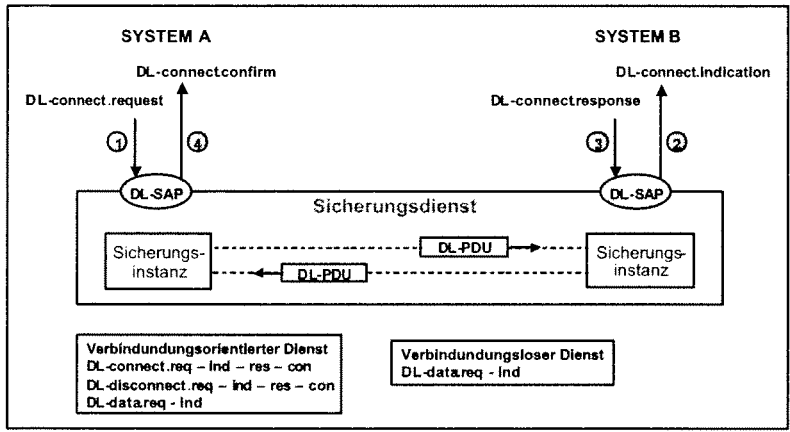 SYSTEM A
SYSTEM B
DL-connect.confirm
DL-connect.indication
DL-connect.request
DL-connect.response
1
4
3
2
DL-SAP
DL-SAP
Sicherungsdienst
Sicherungs-
instanz
DL-PDU
DL-PDU
Sicherungs-
instanz
Verbindundungsorientierter Dienst
DL-connect.req – ind – res – con
DL-disconnect.req – ind – res – con
DL-data.req - ind
Verbindundungsloser Dienst
DL-data.req - ind